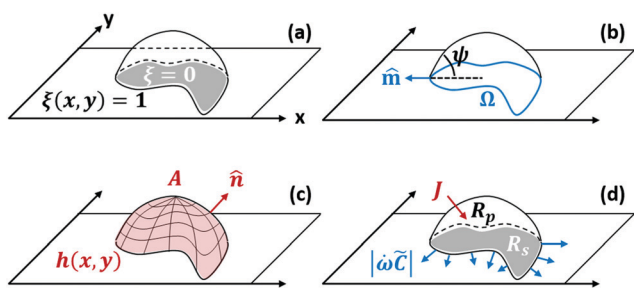 y
(a)
ξ = 0
ξ(x, y) = 1
x
(b)
ψ
m̂
Ω
(c)
A
n̂
h(x, y)
(d)
J
R_p
R_s
|ω̇C̃|